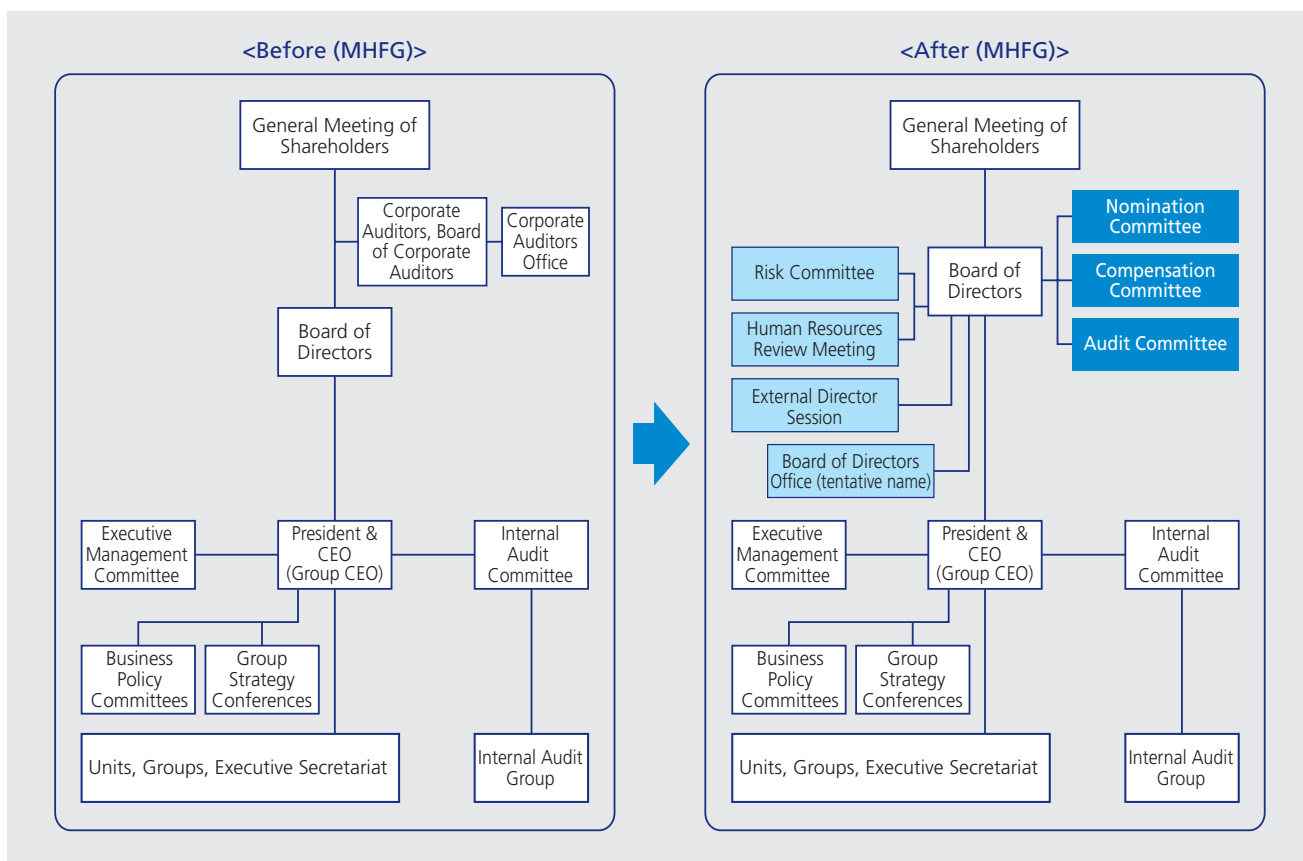 <Before (MHFG)>
General Meeting of
Shareholders
Corporate
Auditors, Board
of Corporate
Auditors
Corporate
Auditors
Office
Board of
Directors
Executive
Management
Committee
President &
CEO
(Group CEO)
Internal
Audit
Committee
Business
Policy
Committees
Group
Strategy
Conferences
Units, Groups, Executive Secretariat
Internal Audit
Group
<After (MHFG)>
General Meeting of
Shareholders
Nomination
Committee
Risk Committee
Board of
Directors
Compensation
Committee
Human Resources
Review Meeting
Audit Committee
External Director
Session
Board of Directors
Office (tentative name)
Executive
Management
Committee
President &
CEO
(Group CEO)
Internal
Audit
Committee
Business
Policy
Committees
Group
Strategy
Conferences
Units, Groups, Executive Secretariat
Internal Audit
Group